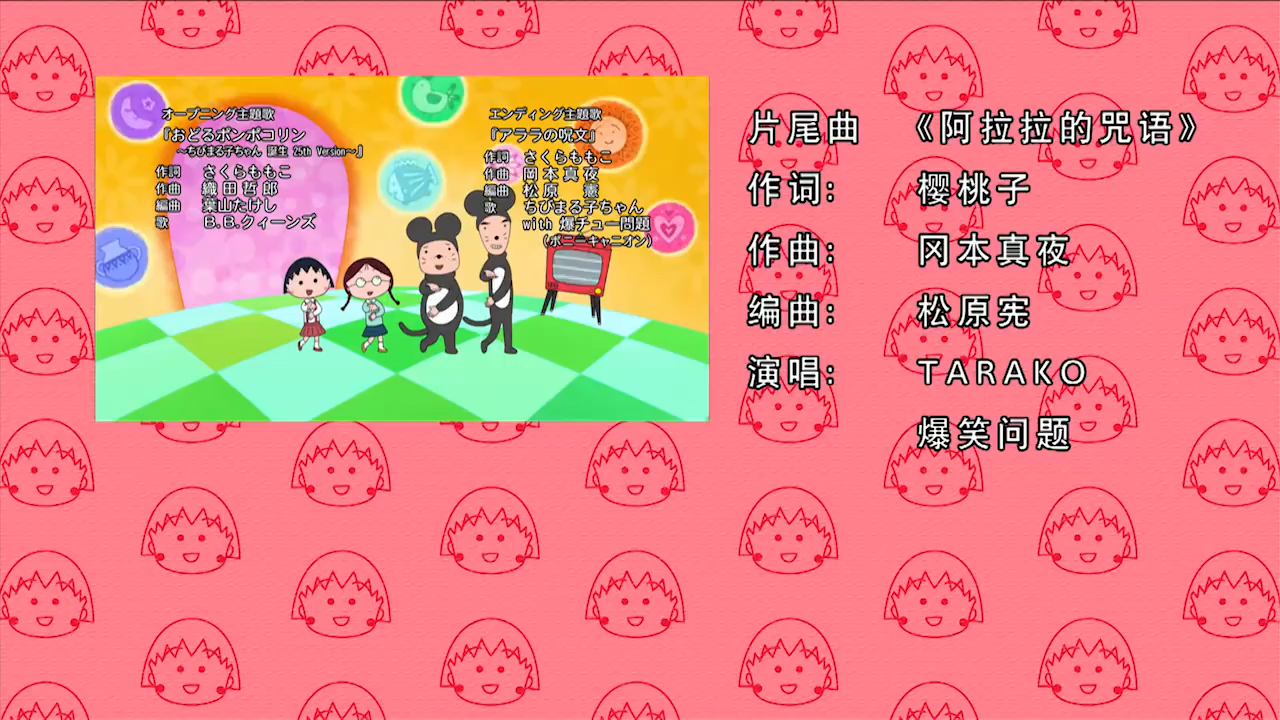 オープニング主題歌
『おどるポンポコリン
～ちびまる子ちゃん 誕生 25th Version～』
作詞 さくらももこ
作曲 織田哲郎
編曲 葉山たけし
歌 B.B.クィーンズ
エンディング主題歌
『アララの呪文』
作詞 さくらももこ
作曲 岡本真夜
編曲 松原 憲
歌 ちびまる子ちゃん
with 爆チュー問題
(ポニーキャニオン)
片尾曲 《阿拉拉的咒语》
作词: 樱桃子
作曲: 冈本真夜
编曲: 松原宪
演唱: TARAKO
爆笑问题